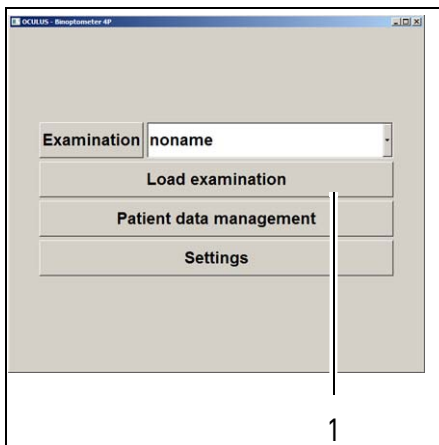 OCULUS - Binoptometer 4P
Examination noname
Load examination
Patient data management
Settings
1